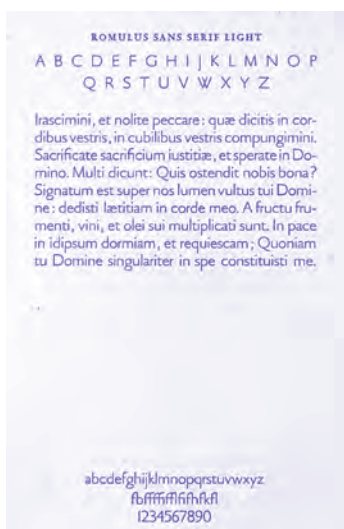 ROMULUS SANS SERIF LIGHT
A B C D E F G H I J K L M N O P
Q R S T U V W X Y Z
Irascimini, et nolite peccare: quæ dicitis in cor-
dibus vestris, in cubilibus vestris compungimini.
Sacrificate sacrificium iustitiæ, et sperate in Do-
mino. Multi dicunt: Quis ostendit nobis bona?
Signatum est super nos lumen vultus tui Domi-
ne: dedisti lætitiam in corde meo. A fructu fru-
menti, vini, et olei sui multiplicati sunt. In pace
in idipsum dormiam, et requiescam; Quoniam
tu Domine singulariter in spe constituisti me.
abcdefghijklmnopqrstuvwxyz
1234567890